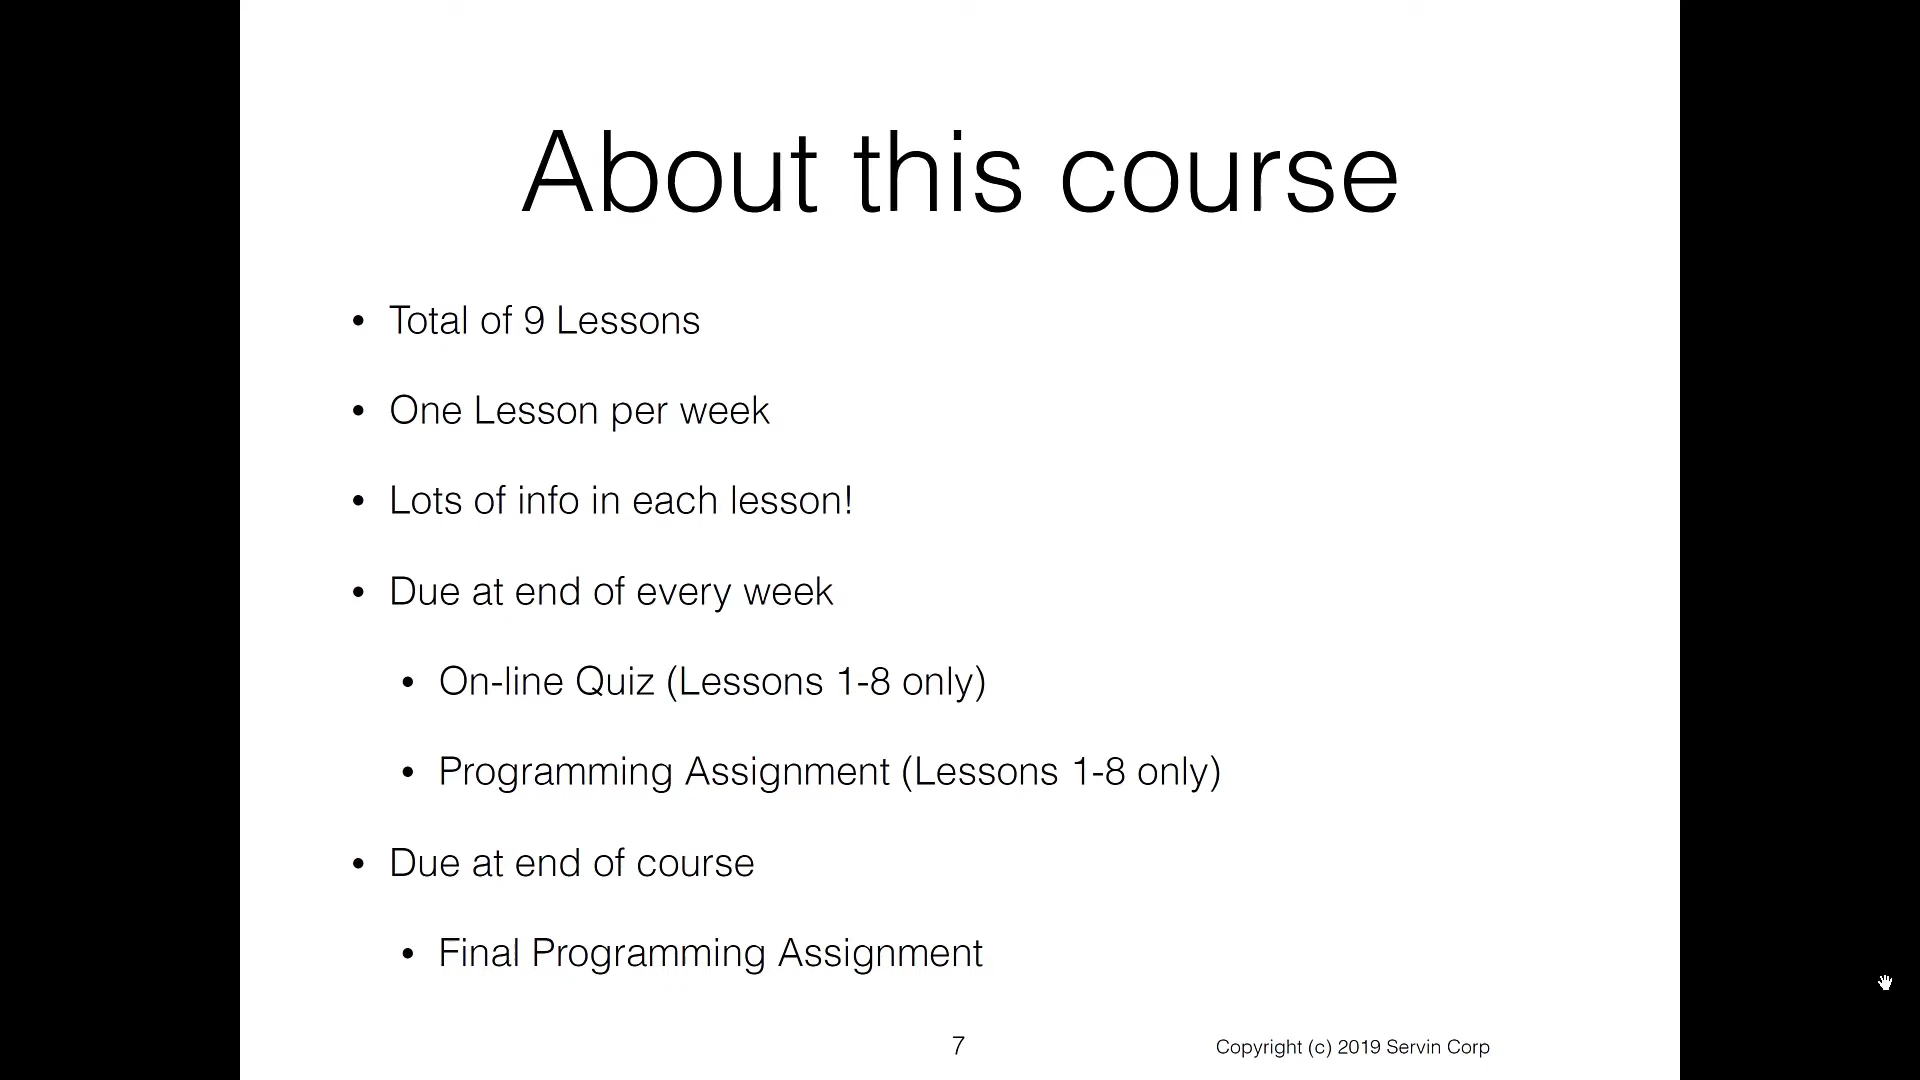 About this course
• Total of 9 Lessons
• One Lesson per week
• Lots of info in each lesson!
• Due at end of every week
• On-line Quiz (Lessons 1-8 only)
• Programming Assignment (Lessons 1-8 only)
• Due at end of course
• Final Programming Assignment
7
Copyright (c) 2019 Servin Corp